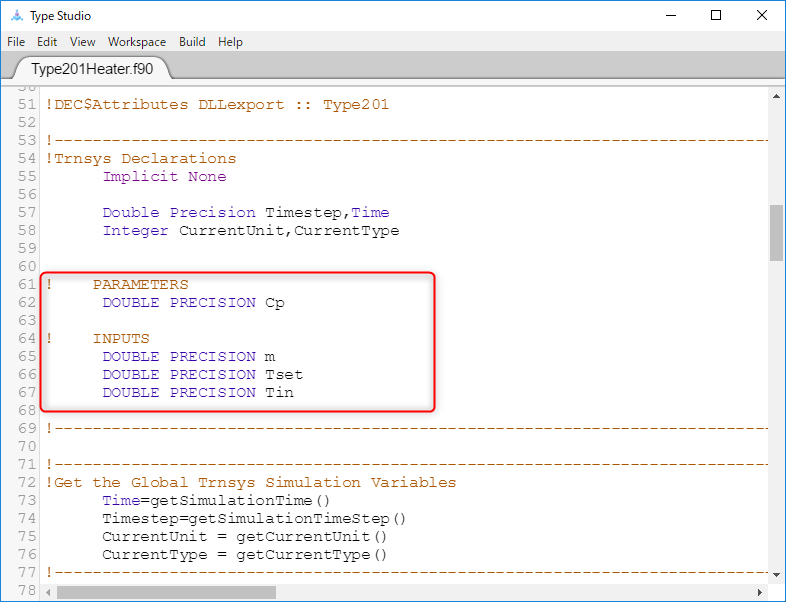 Type Studio
File Edit View Workspace Build Help
Type201Heater.f90
50
51 !DEC$Attributes DLLexport :: Type201
52
53 !---------------------------------------------------------------------------
54 !Trnsys Declarations
55 Implicit None
56
57 Double Precision Timestep,Time
58 Integer CurrentUnit,CurrentType
59
60
61 ! PARAMETERS
62 DOUBLE PRECISION Cp
63
64 ! INPUTS
65 DOUBLE PRECISION m
66 DOUBLE PRECISION Tset
67 DOUBLE PRECISION Tin
68
69 !---------------------------------------------------------------------------
70
71 !---------------------------------------------------------------------------
72 !Get the Global Trnsys Simulation Variables
73 Time=getSimulationTime()
74 Timestep=getSimulationTimeStep()
75 CurrentUnit = getCurrentUnit()
76 CurrentType = getCurrentType()
77 !---------------------------------------------------------------------------
78